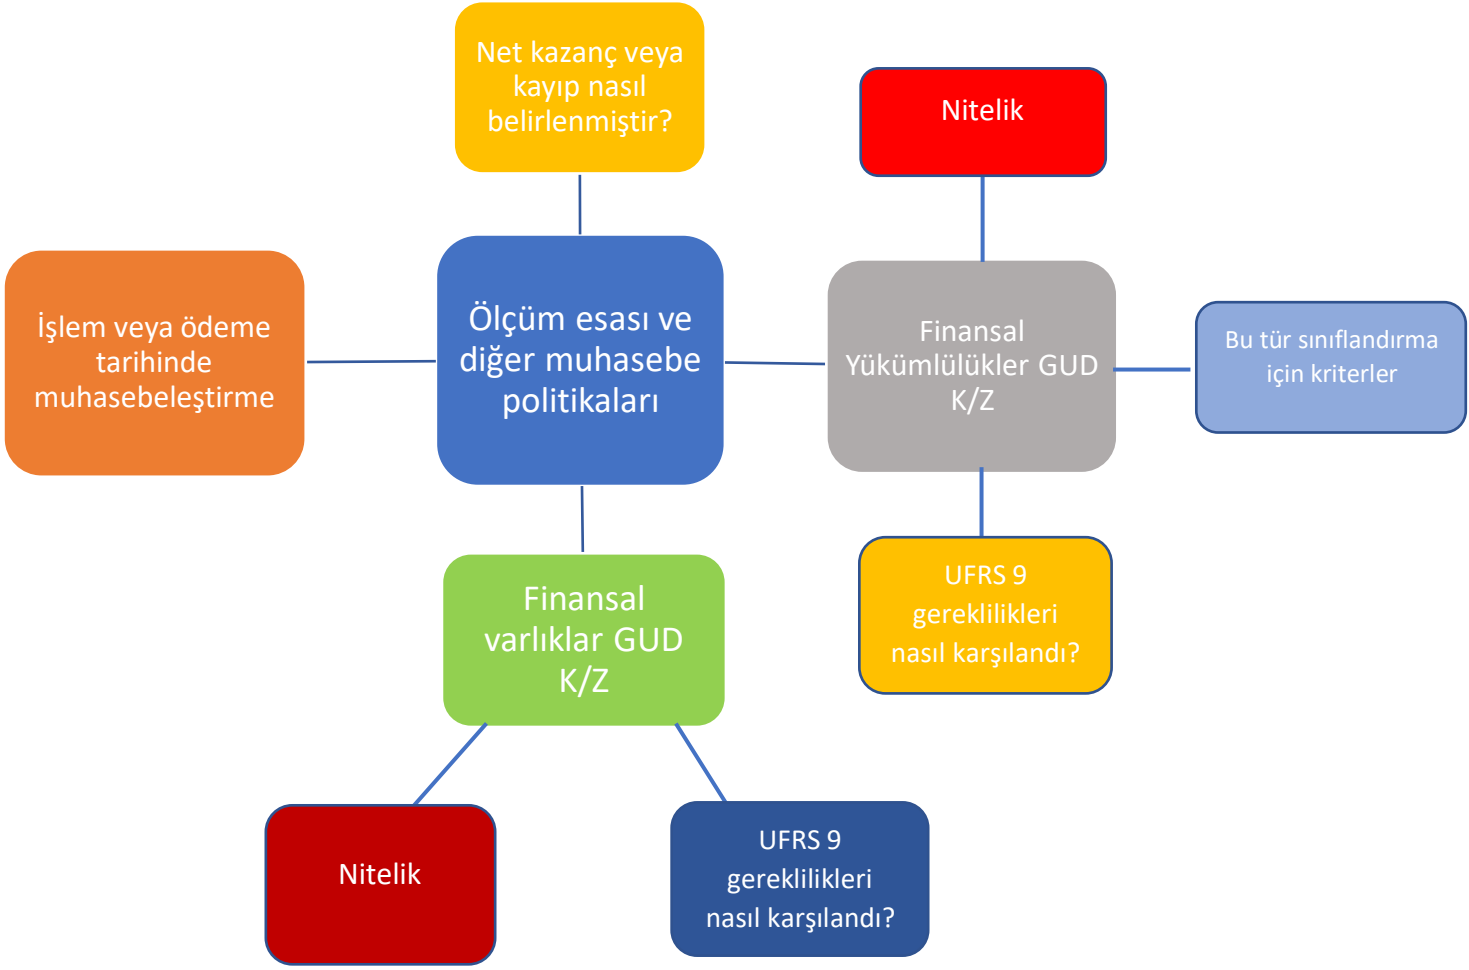 Net kazanç veya
kayıp nasıl
belirlenmiştir?
Nitelik
İşlem veya ödeme
tarihinde
muhasebeleştirme
Ölçüm esası ve
diğer muhasebe
politikaları
Finansal
Yükümlülükler GUD
K/Z
Bu tür sınıflandırma
için kriterler
UFRS 9
gereklilikleri
nasıl karşılandı?
Finansal
varlıklar GUD
K/Z
Nitelik
UFRS 9
gereklilikleri
nasıl karşılandı?